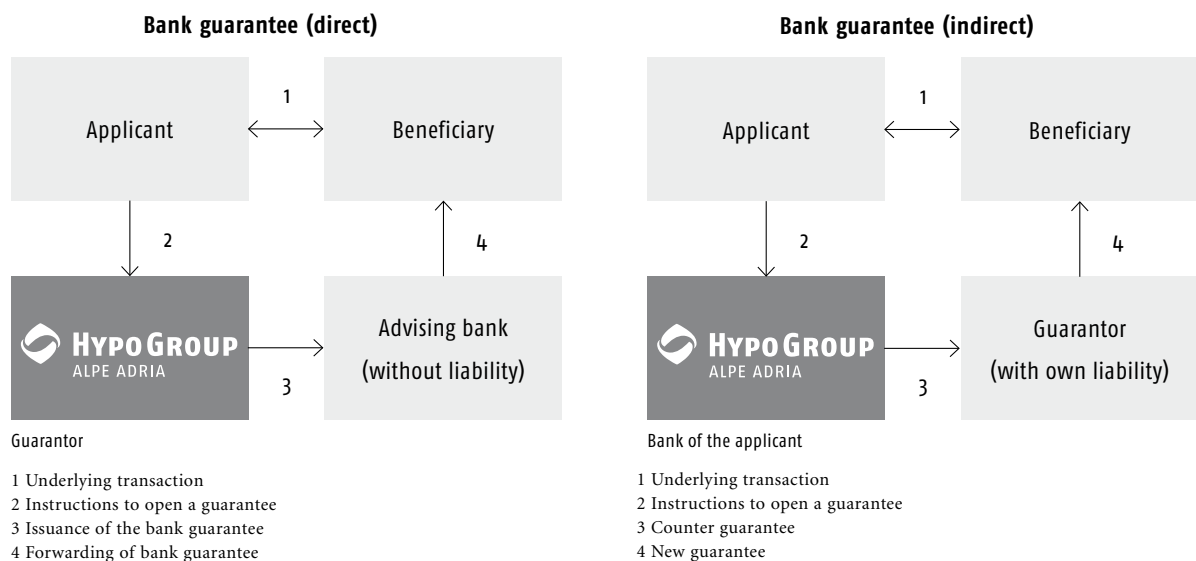 Bank guarantee (direct)
1
Applicant
Beneficiary
2
4
HYPO GROUP
ALPE ADRIA
3
Advising bank
(without liability)
Guarantor
1 Underlying transaction
2 Instructions to open a guarantee
3 Issuance of the bank guarantee
4 Forwarding of bank guarantee
Bank guarantee (indirect)
1
Applicant
Beneficiary
2
4
HYPO GROUP
ALPE ADRIA
3
Guarantor
(with own liability)
Bank of the applicant
1 Underlying transaction
2 Instructions to open a guarantee
3 Counter guarantee
4 New guarantee